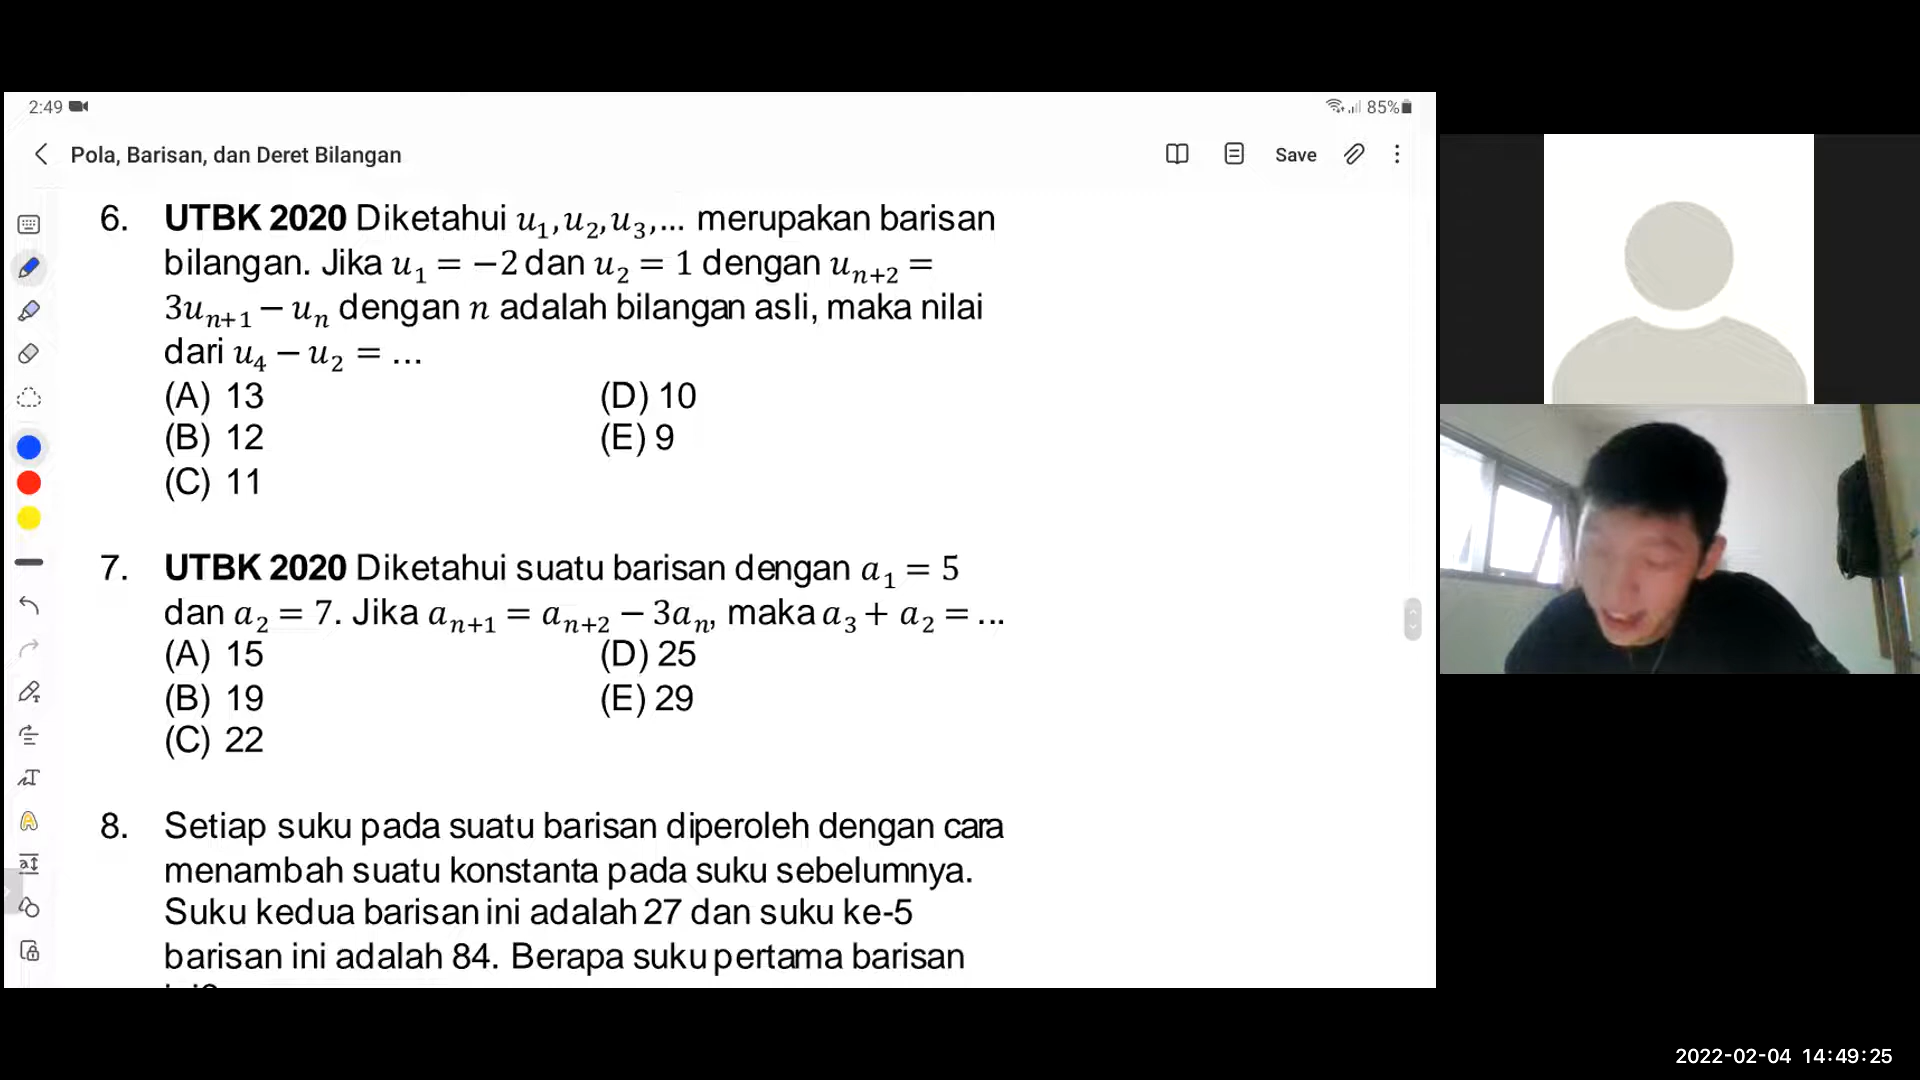 2:49
85%
Pola, Barisan, dan Deret Bilangan
Save
6. UTBK 2020 Diketahui u₁,u₂,u₃,... merupakan barisan
bilangan. Jika u₁ = −2 dan u₂ = 1 dengan uₙ₊₂ =
3uₙ₊₁ − uₙ dengan n adalah bilangan asli, maka nilai
dari u₄ − u₂ = ...
(A) 13 (D) 10
(B) 12 (E) 9
(C) 11
7. UTBK 2020 Diketahui suatu barisan dengan a₁ = 5
dan a₂ = 7. Jika aₙ₊₁ = aₙ₊₂ − 3aₙ, maka a₃ + a₂ = ...
(A) 15 (D) 25
(B) 19 (E) 29
(C) 22
8. Setiap suku pada suatu barisan diperoleh dengan cara
menambah suatu konstanta pada suku sebelumnya.
Suku kedua barisan ini adalah 27 dan suku ke-5
barisan ini adalah 84. Berapa suku pertama barisan
2022-02-04 14:49:25